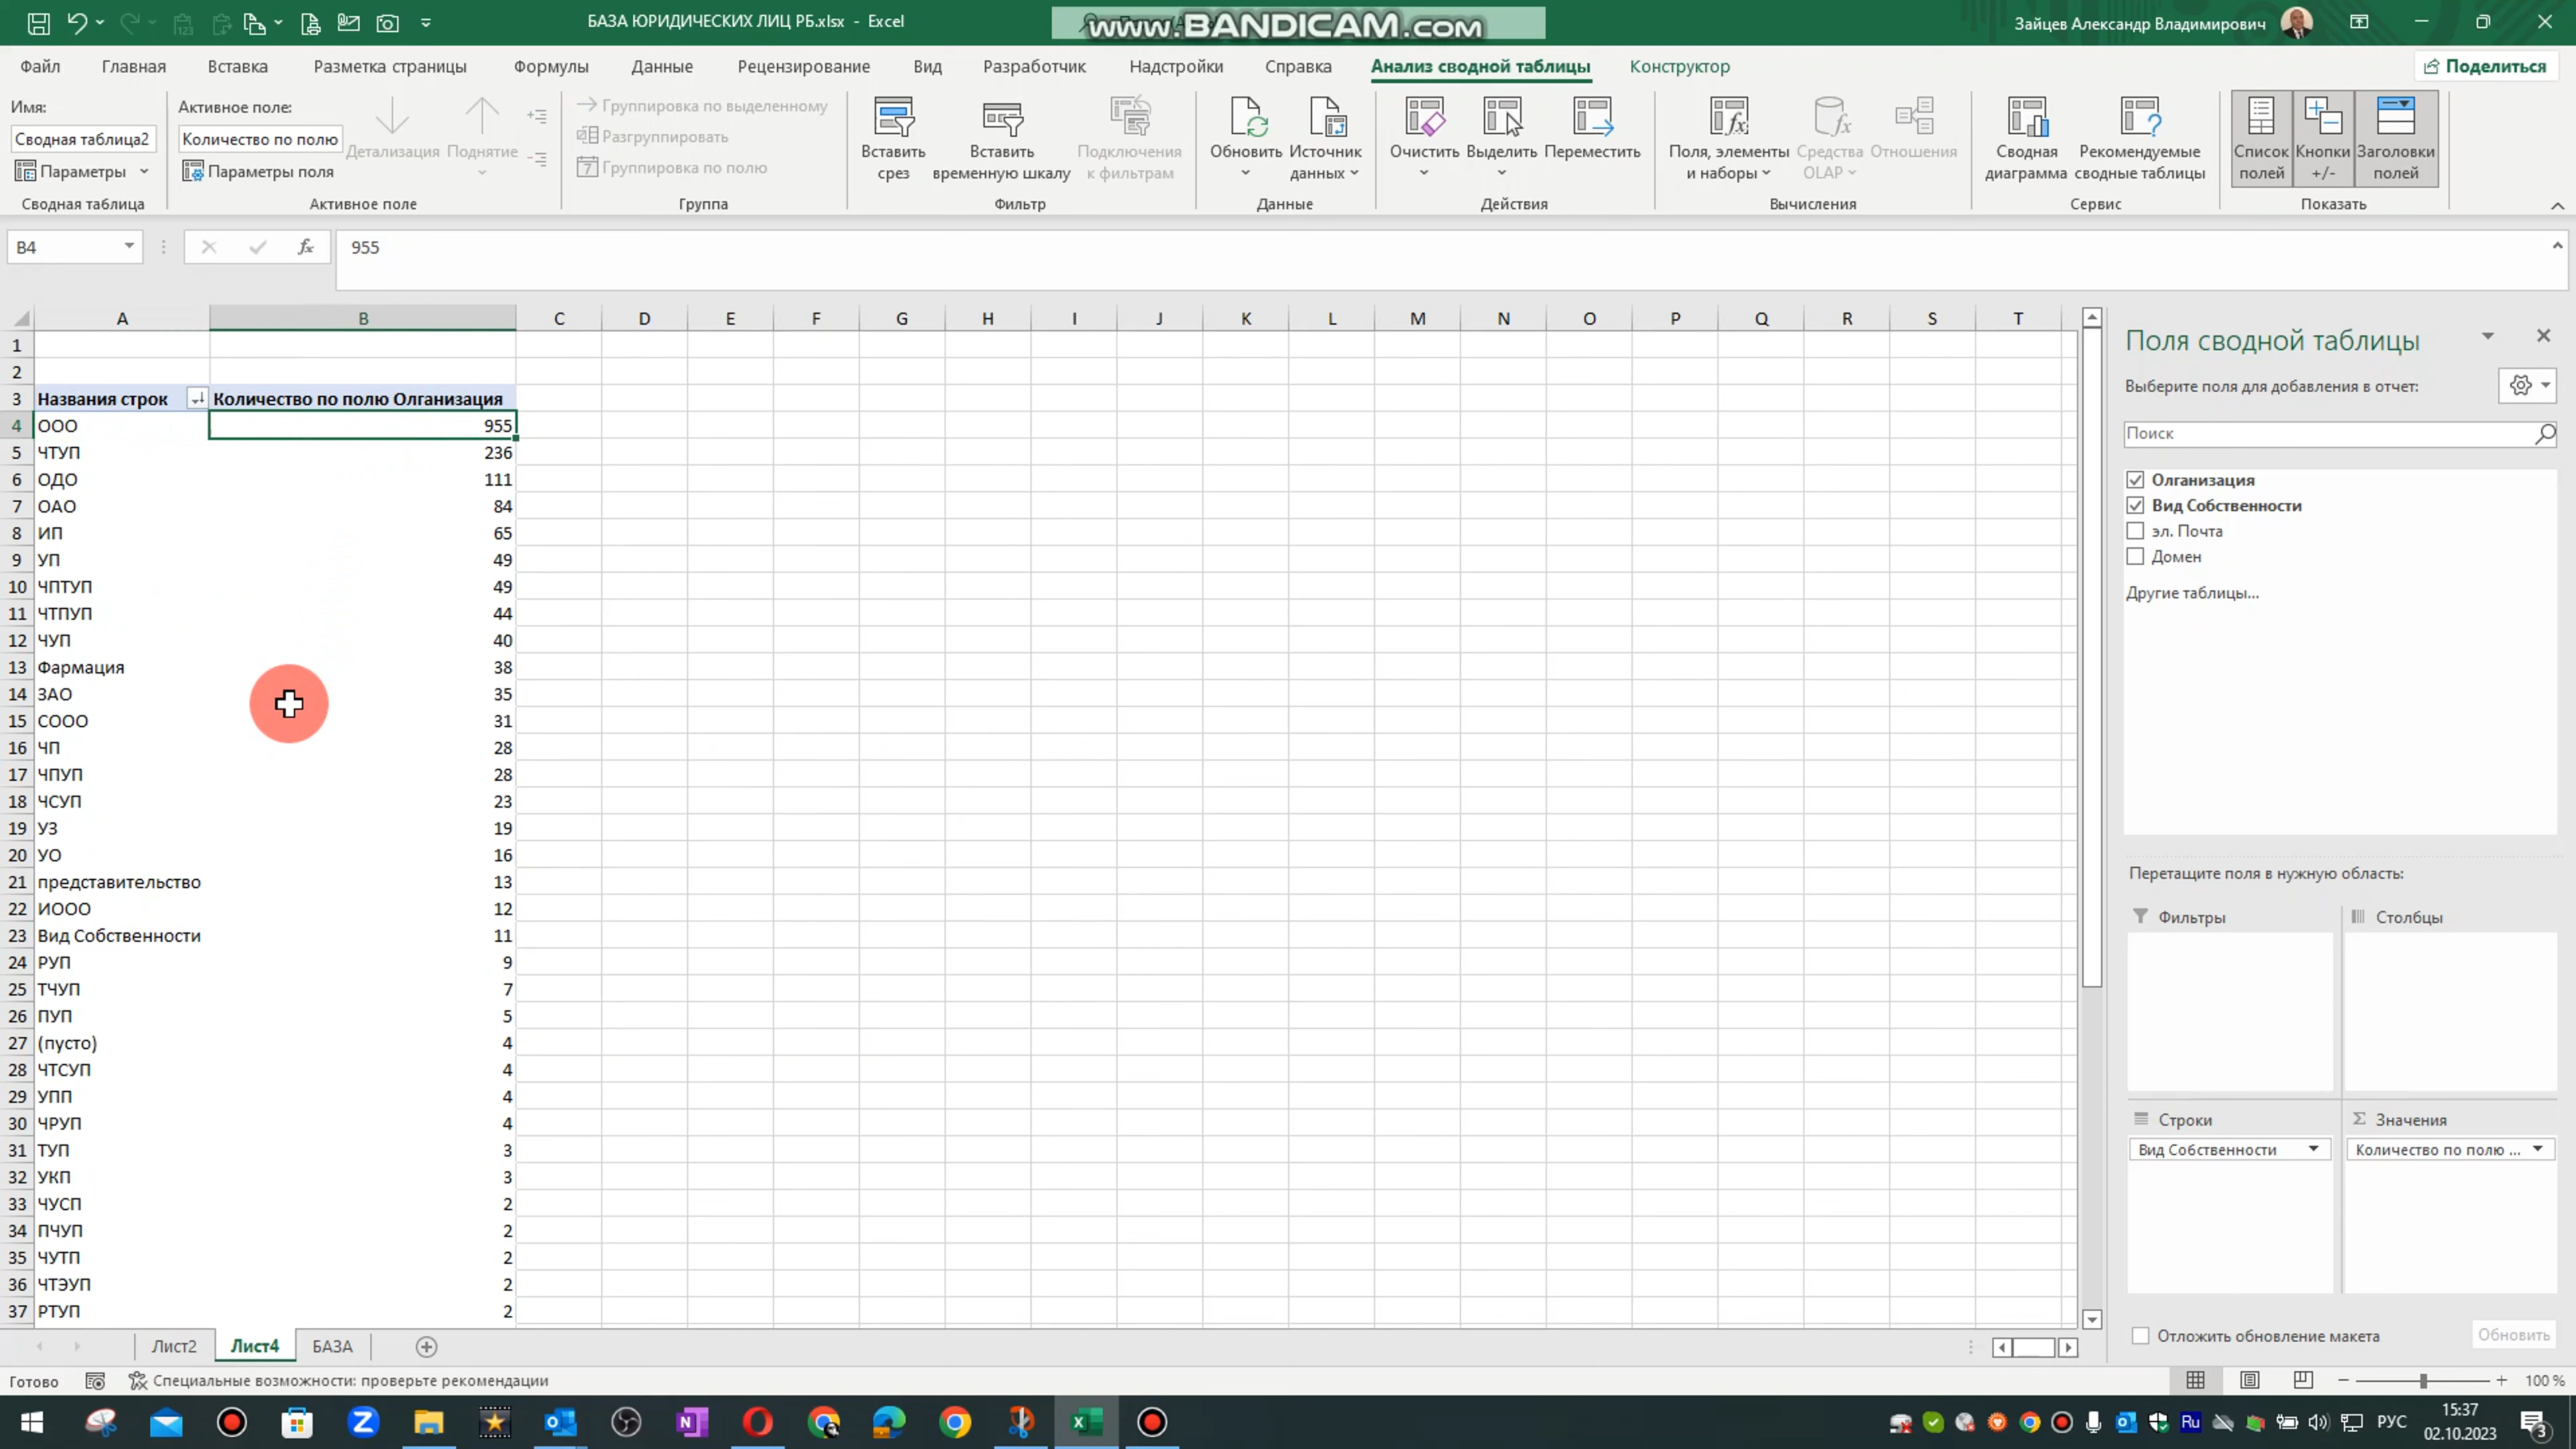 БАЗА ЮРИДИЧЕСКИХ ЛИЦ РБ.xlsx - Excel
www.BANDICAM.com
Зайцев Александр Владимирович
Файл Главная Вставка Разметка страницы Формулы Данные Рецензирование Вид Разработчик Надстройки Справка Анализ сводной таблицы Конструктор Поделиться
Имя:
Сводная таблица2
Параметры
Сводная таблица
Активное поле:
Количество по полю
Параметры поля
Детализация
Поднятие
Активное поле
Группировка по выделенному
Разгруппировать
Группировка по полю
Группа
Вставить срез
Вставить временную шкалу
Подключения к фильтрам
Фильтр
Обновить
Источник данных
Данные
Очистить
Выделить
Переместить
Действия
Поля, элементы и наборы
Средства OLAP
Отношения
Вычисления
Сводная диаграмма
Рекомендуемые сводные таблицы
Сервис
Список полей
Кнопки +/-
Заголовки полей
Показать
B4 fx 955
A B C D E F G H I J K L M N O P Q R S T
1
2
3 Названия строк Количество по полю Олганизация
4 ООО 955
5 ЧТУП 236
6 ОДО 111
7 ОАО 84
8 ИП 65
9 УП 49
10 ЧПТУП 49
11 ЧТПУП 44
12 ЧУП 40
13 Фармация 38
14 ЗАО 35
15 СООО 31
16 ЧП 28
17 ЧПУП 28
18 ЧСУП 23
19 УЗ 19
20 УО 16
21 представительство 13
22 ИООО 12
23 Вид Собственности 11
24 РУП 9
25 ТЧУП 7
26 ПУП 5
27 (пусто) 4
28 ЧТСУП 4
29 УПП 4
30 ЧРУП 4
31 ТУП 3
32 УКП 3
33 ЧУСП 2
34 ПЧУП 2
35 ЧУТП 2
36 ЧТЭУП 2
37 РТУП 2
Поля сводной таблицы
Выберите поля для добавления в отчет:
Поиск
Олганизация
Вид Собственности
эл. Почта
Домен
Другие таблицы...
Перетащите поля в нужную область:
Фильтры
Столбцы
Строки
Вид Собственности
Значения
Количество по полю ...
Отложить обновление макета
Обновить
Лист2 Лист4 БАЗА
Готово
Специальные возможности: проверьте рекомендации
100 %
Ru
РУС
15:37
02.10.2023
3